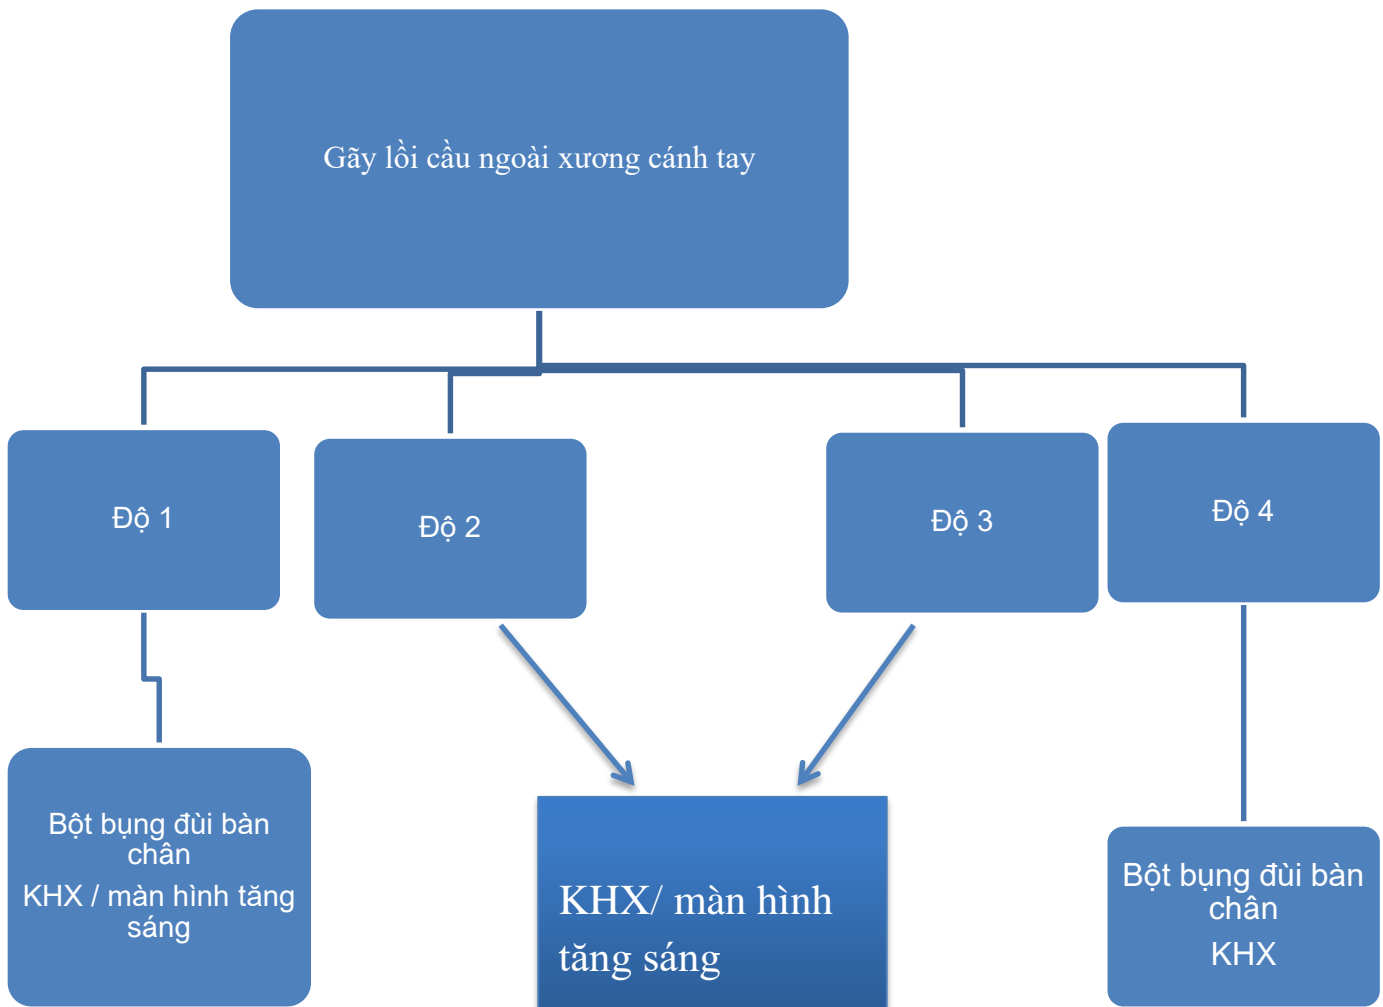 Gãy lồi cầu ngoài xương cánh tay
Độ 1
Độ 2
Độ 3
Độ 4
Bột bụng đùi bàn
chân
KHX / màn hình tăng
sáng
KHX/ màn hình
tăng sáng
Bột bụng đùi bàn
chân
KHX